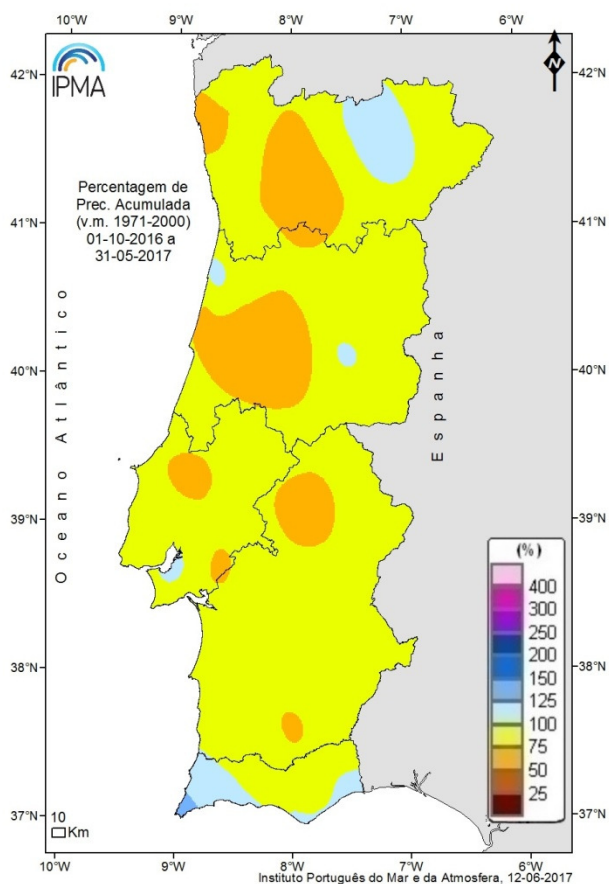 10°W 9°W 8°W 7°W 6°W
42°N 42°N
IPMA
N
Percentagem de
Prec. Acumulada
(v.m. 1971-2000)
01-10-2016 a
31-05-2017
41°N 41°N
Oceano Atlântico
Espanha
40°N 40°N
39°N 39°N
(%)
400
300
250
200
150
125
100
75
50
25
38°N 38°N
37°N 37°N
10
Km
10°W 9°W 8°W 7°W 6°W
Instituto Português do Mar e da Atmosfera, 12-06-2017